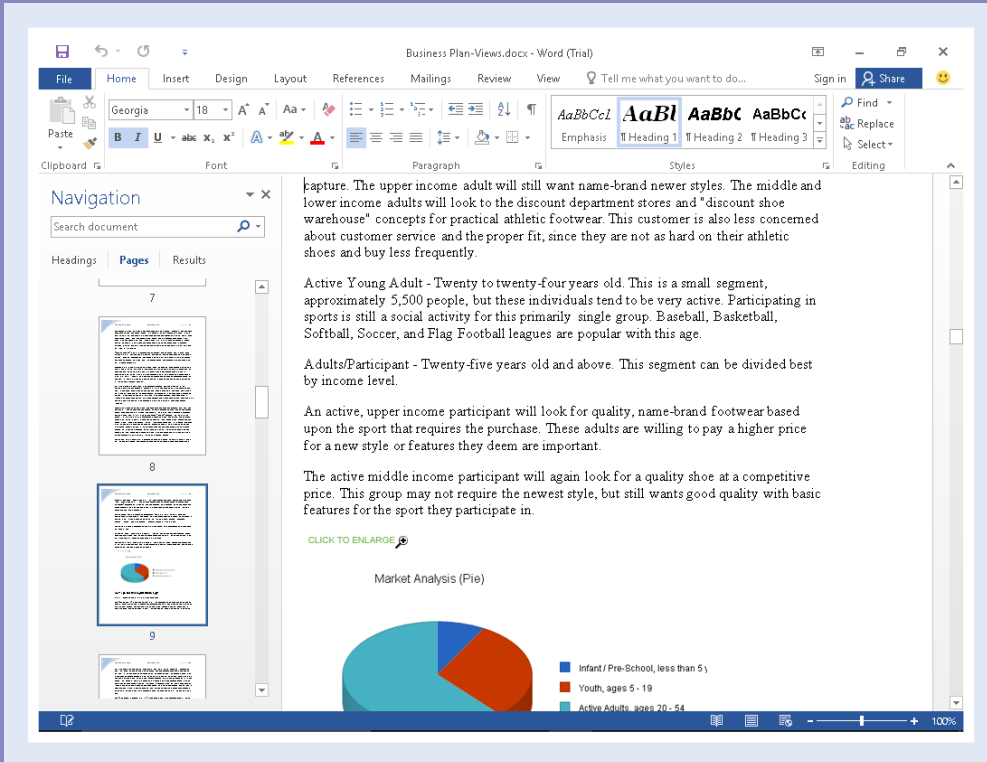 Business Plan-Views.docx - Word (Trial)
File Home Insert Design Layout References Mailings Review View Tell me what you want to do... Sign in Share
Paste
Georgia 18 A A Aa
B I U abc x₂ x² A aby A
AaBbCcI AaBl AaBbC AaBbCc
Emphasis ¶ Heading 1 ¶ Heading 2 ¶ Heading 3
Find
Replace
Select
Clipboard Font Paragraph Styles Editing
Navigation
Search document
Headings Pages Results
7
8
9
capture. The upper income adult will still want name-brand newer styles. The middle and
lower income adults will look to the discount department stores and "discount shoe
warehouse" concepts for practical athletic footwear. This customer is also less concerned
about customer service and the proper fit, since they are not as hard on their athletic
shoes and buy less frequently.
Active Young Adult - Twenty to twenty-four years old. This is a small segment,
approximately 5,500 people, but these individuals tend to be very active. Participating in
sports is still a social activity for this primarily single group. Baseball, Basketball,
Softball, Soccer, and Flag Football leagues are popular with this age.
Adults/Participant - Twenty-five years old and above. This segment can be divided best
by income level.
An active, upper income participant will look for quality, name-brand footwear based
upon the sport that requires the purchase. These adults are willing to pay a higher price
for a new style or features they deem are important.
The active middle income participant will again look for a quality shoe at a competitive
price. This group may not require the newest style, but still wants good quality with basic
features for the sport they participate in.
CLICK TO ENLARGE
Market Analysis (Pie)
Infant / Pre-School, less than 5 y
Youth, ages 5 - 19
Active Adults, ages 20 - 54
100%